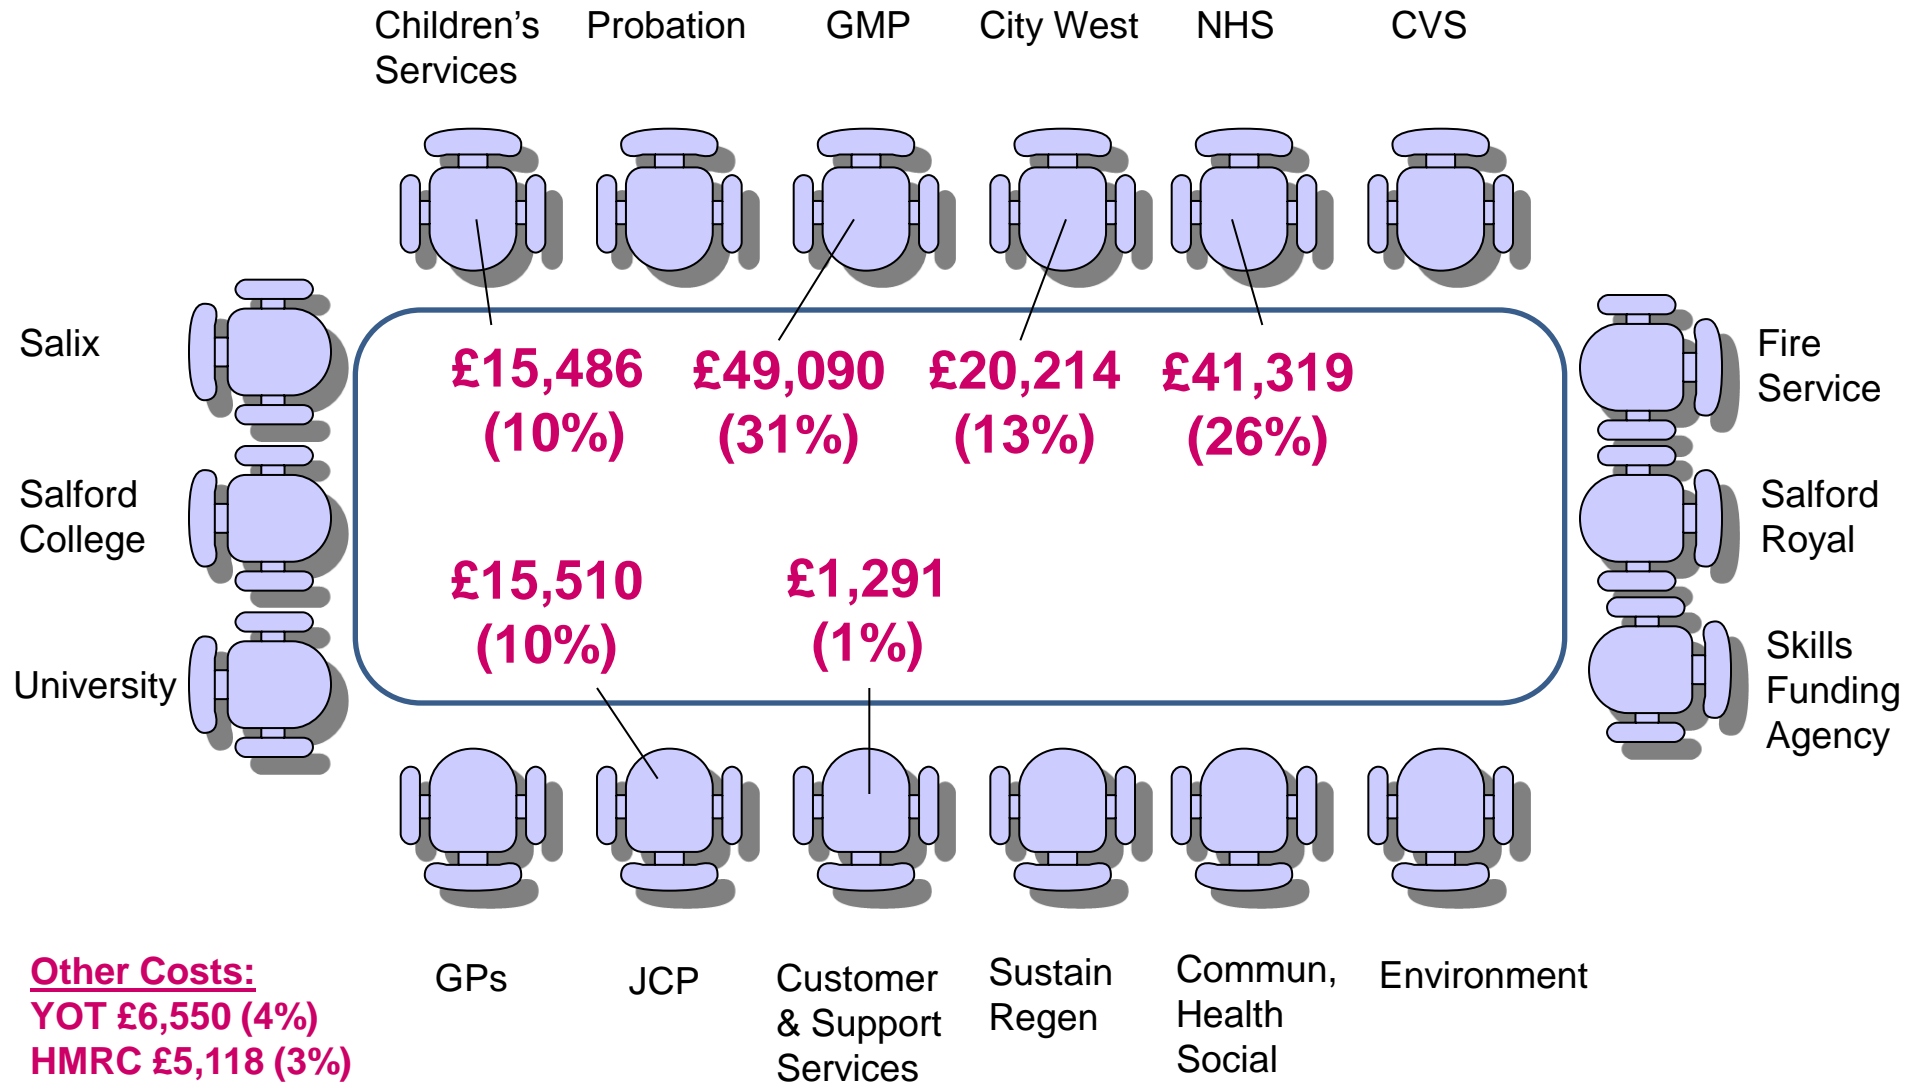 Children's
Services
Probation
GMP
City West
NHS
CVS
Salix
Salford
College
University
£15,486
(10%)
£49,090
(31%)
£20,214
(13%)
£41,319
(26%)
£15,510
(10%)
£1,291
(1%)
Fire
Service
Salford
Royal
Skills
Funding
Agency
GPs
JCP
Customer
& Support
Services
Sustain
Regen
Commun,
Health
Social
Environment
Other Costs:
YOT £6,550 (4%)
HMRC £5,118 (3%)